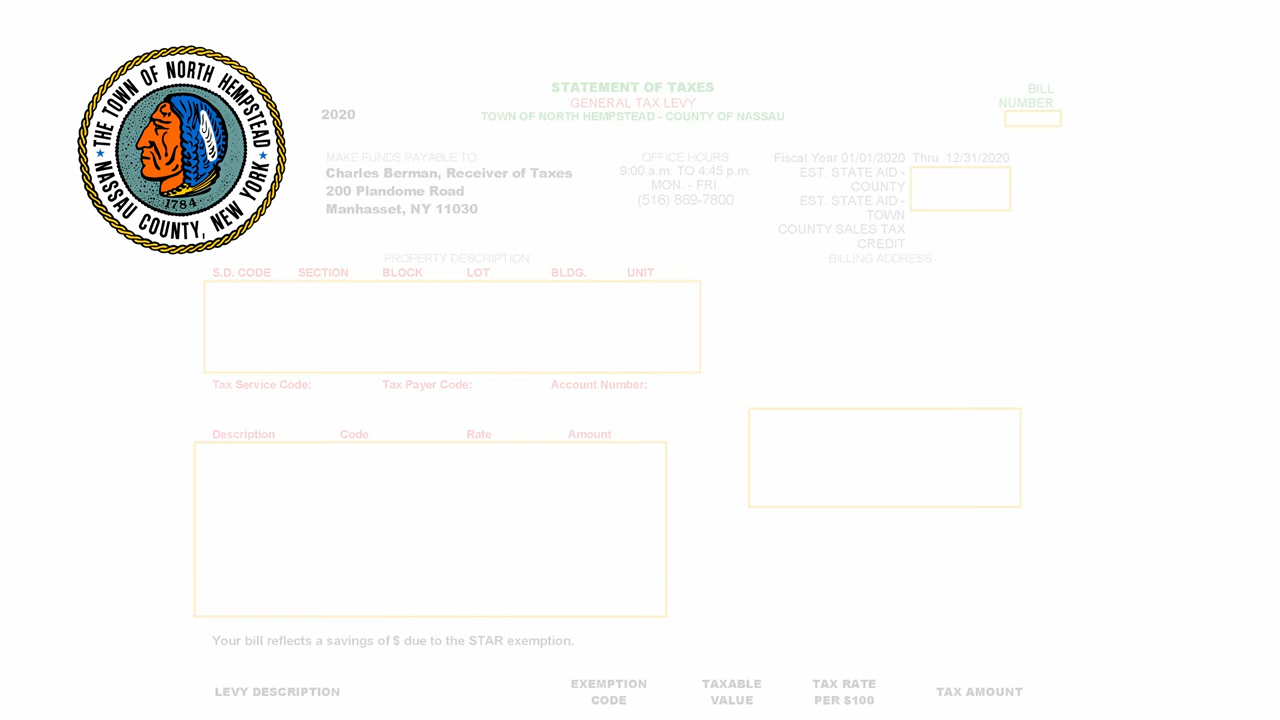 THE TOWN OF NORTH HEMPSTEAD
NASSAU COUNTY, NEW YORK
1784
STATEMENT OF TAXES
GENERAL TAX LEVY
TOWN OF NORTH HEMPSTEAD - COUNTY OF NASSAU
2020
BILL
NUMBER
MAKE FUNDS PAYABLE TO:
Charles Berman, Receiver of Taxes
200 Plandome Road
Manhasset, NY 11030
OFFICE HOURS
9:00 a.m. TO 4:45 p.m.
MON. - FRI.
(516) 869-7800
Fiscal Year 01/01/2020 Thru 12/31/2020
EST. STATE AID -
COUNTY
EST. STATE AID -
TOWN
COUNTY SALES TAX
CREDIT
PROPERTY DESCRIPTION
BILLING ADDRESS
S.D. CODE SECTION BLOCK LOT BLDG. UNIT
Tax Service Code: Tax Payer Code: Account Number:
Description Code Rate Amount
Your bill reflects a savings of $ due to the STAR exemption.
LEVY DESCRIPTION
EXEMPTION
CODE
TAXABLE
VALUE
TAX RATE
PER $100
TAX AMOUNT